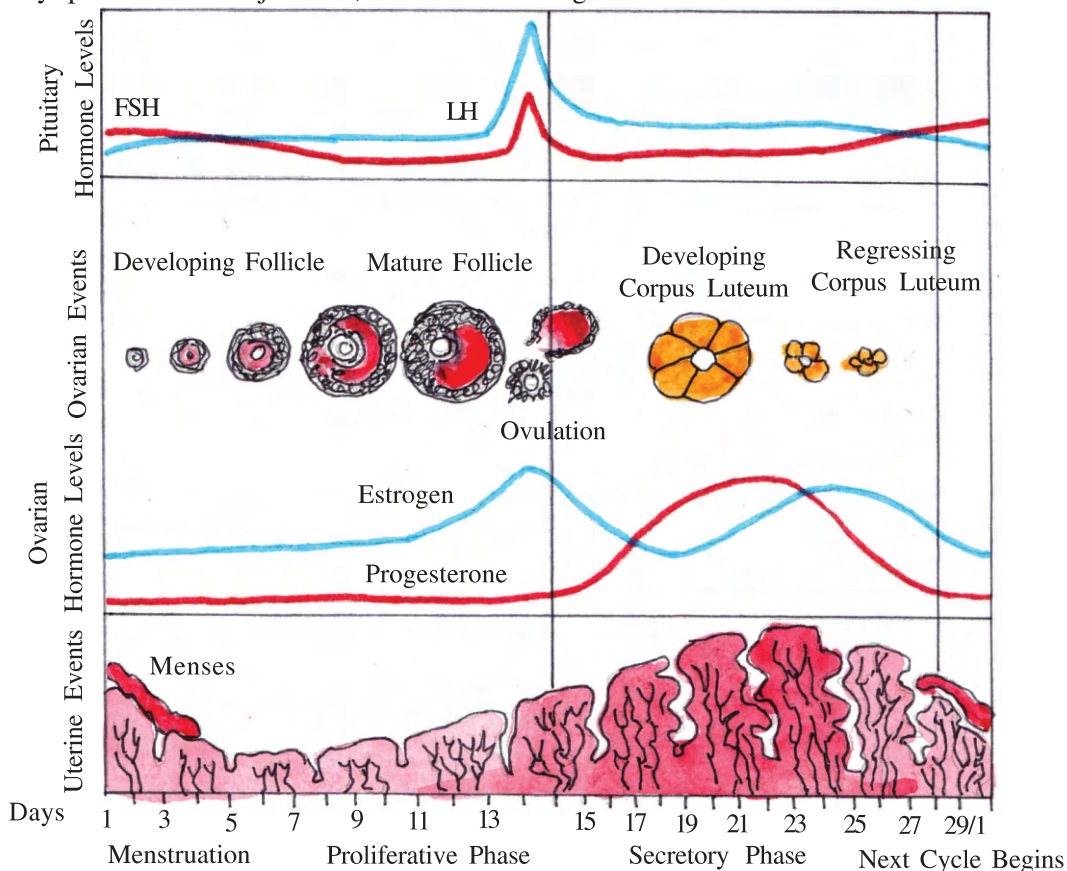 Pituitary
Hormone Levels
FSH
LH
Ovarian Events
Developing Follicle
Mature Follicle
Developing
Corpus Luteum
Regressing
Corpus Luteum
Ovulation
Ovarian
Hormone Levels
Estrogen
Progesterone
Uterine Events
Menses
Days
1 3 5 7 9 11 13 15 17 19 21 23 25 27 29/1
Menstruation
Proliferative Phase
Secretory Phase
Next Cycle Begins